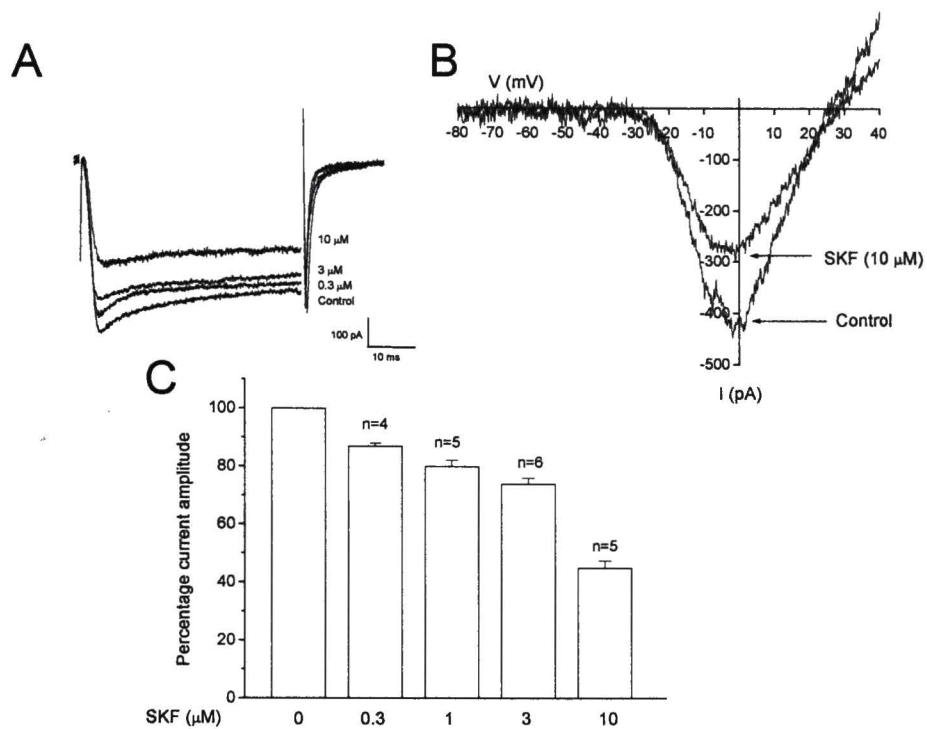 A
10 µM
3 µM
0.3 µM
Control
100 pA
10 ms
B
V (mV)
-80 -70 -60 -50 -40 -30 -20 -10 10 20 30 40
-100
-200
-300
-400
-500
I (pA)
SKF (10 µM)
Control
C
Percentage current amplitude
100
80
60
40
20
0
n=4
n=5
n=6
n=5
SKF (µM) 0 0.3 1 3 10